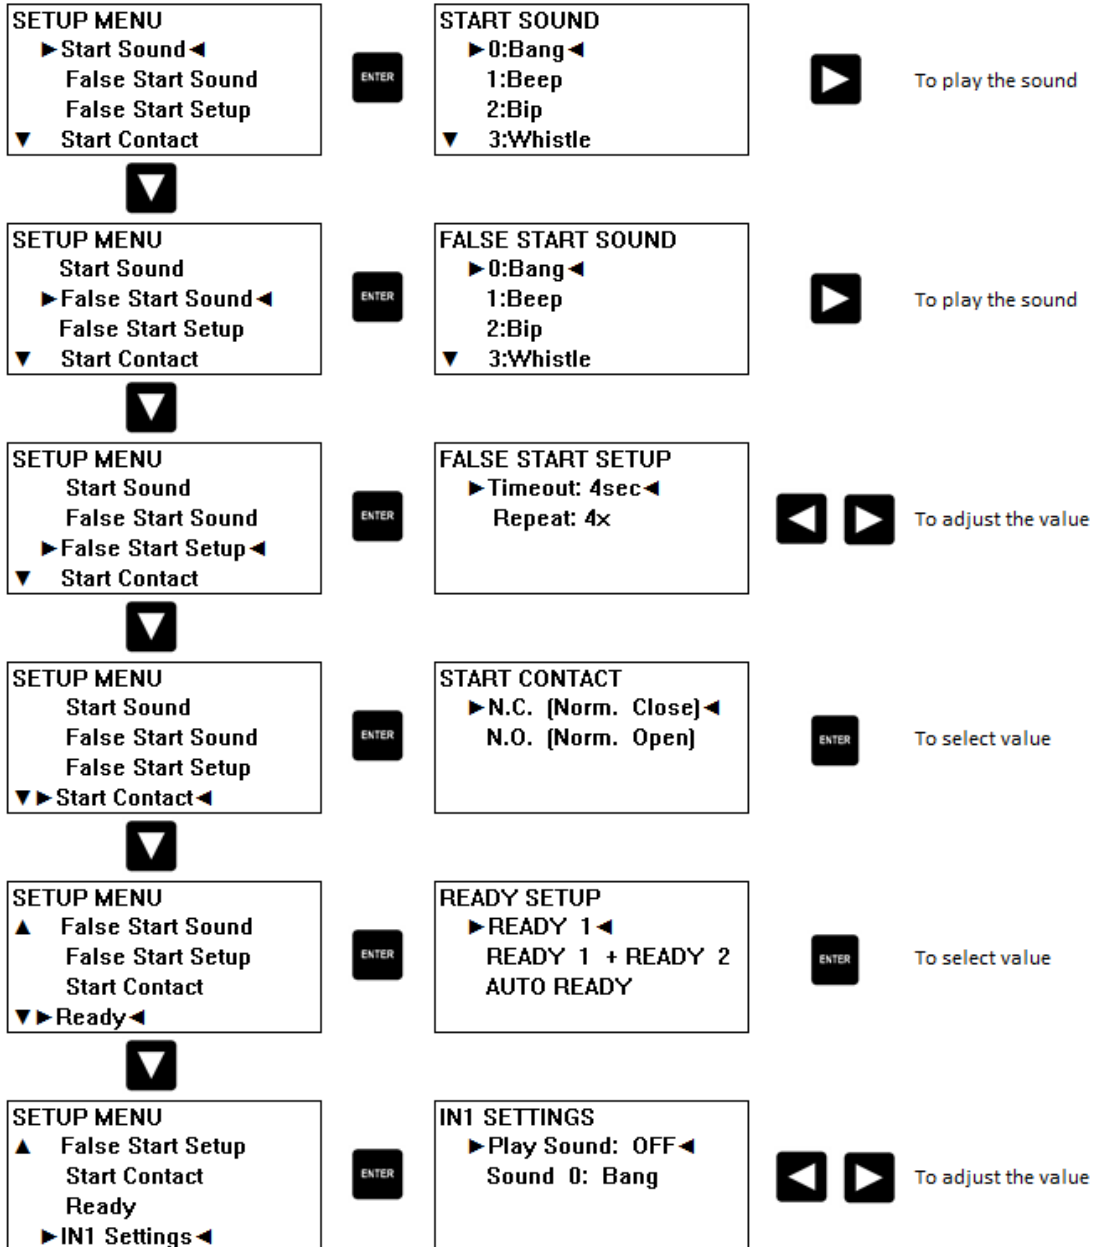 SETUP MENU
►Start Sound◄
False Start Sound
False Start Setup
▼ Start Contact
ENTER
START SOUND
►0:Bang◄
1:Beep
2:Bip
▼ 3:Whistle
To play the sound
SETUP MENU
Start Sound
►False Start Sound◄
False Start Setup
▼ Start Contact
ENTER
FALSE START SOUND
►0:Bang◄
1:Beep
2:Bip
▼ 3:Whistle
To play the sound
SETUP MENU
Start Sound
False Start Sound
►False Start Setup◄
▼ Start Contact
ENTER
FALSE START SETUP
►Timeout: 4sec◄
Repeat: 4x
To adjust the value
SETUP MENU
Start Sound
False Start Sound
False Start Setup
▼►Start Contact◄
ENTER
START CONTACT
►N.C. (Norm. Close)◄
N.O. (Norm. Open)
ENTER
To select value
SETUP MENU
▲ False Start Sound
False Start Setup
Start Contact
▼►Ready◄
ENTER
READY SETUP
►READY 1◄
READY 1 + READY 2
AUTO READY
ENTER
To select value
SETUP MENU
▲ False Start Setup
Start Contact
Ready
►IN1 Settings◄
ENTER
IN1 SETTINGS
►Play Sound: OFF◄
Sound 0: Bang
To adjust the value